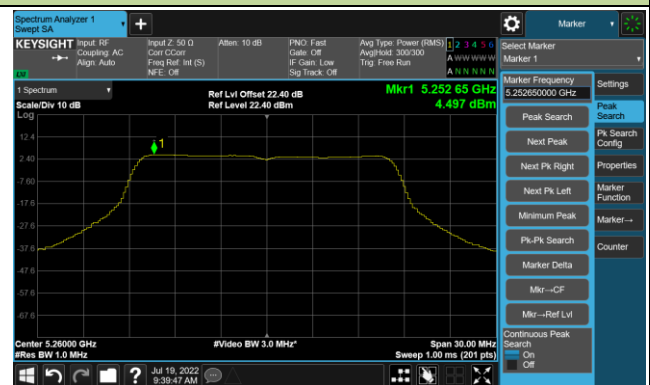 Spectrum Analyzer 1
Swept SA
+
Marker
KEYSIGHT
Input: RF
Coupling: AC
Align: Auto
Input Z: 50 Ω
Corr CCorr
Freq Ref: Int (S)
NFE: Off
Atten: 10 dB
PNO: Fast
Gate: Off
IF Gain: Low
Sig Track: Off
Avg Type: Power (RMS)
Avg|Hold: 300/300
Trig: Free Run
1 2 3 4 5 6
A W W W W W
A N N N N N
LXI
Select Marker
Marker 1
1 Spectrum
Scale/Div 10 dB
Log
Ref Lvl Offset 22.40 dB
Ref Level 22.40 dBm
Mkr1 5.252 65 GHz
4.497 dBm
1
12.4
2.40
-7.60
-17.6
-27.6
-37.6
-47.6
-57.6
-67.6
Center 5.26000 GHz
#Res BW 1.0 MHz
#Video BW 3.0 MHz*
Span 30.00 MHz
Sweep 1.00 ms (201 pts)
Marker Frequency
5.252650000 GHz
Peak Search
Next Peak
Next Pk Right
Next Pk Left
Minimum Peak
Pk-Pk Search
Marker Delta
Mkr→CF
Mkr→Ref Lvl
Continuous Peak
Search
On
Off
Settings
Peak
Search
Pk Search
Config
Properties
Marker
Function
Marker→
Counter
?
Jul 19, 2022
9:39:47 AM